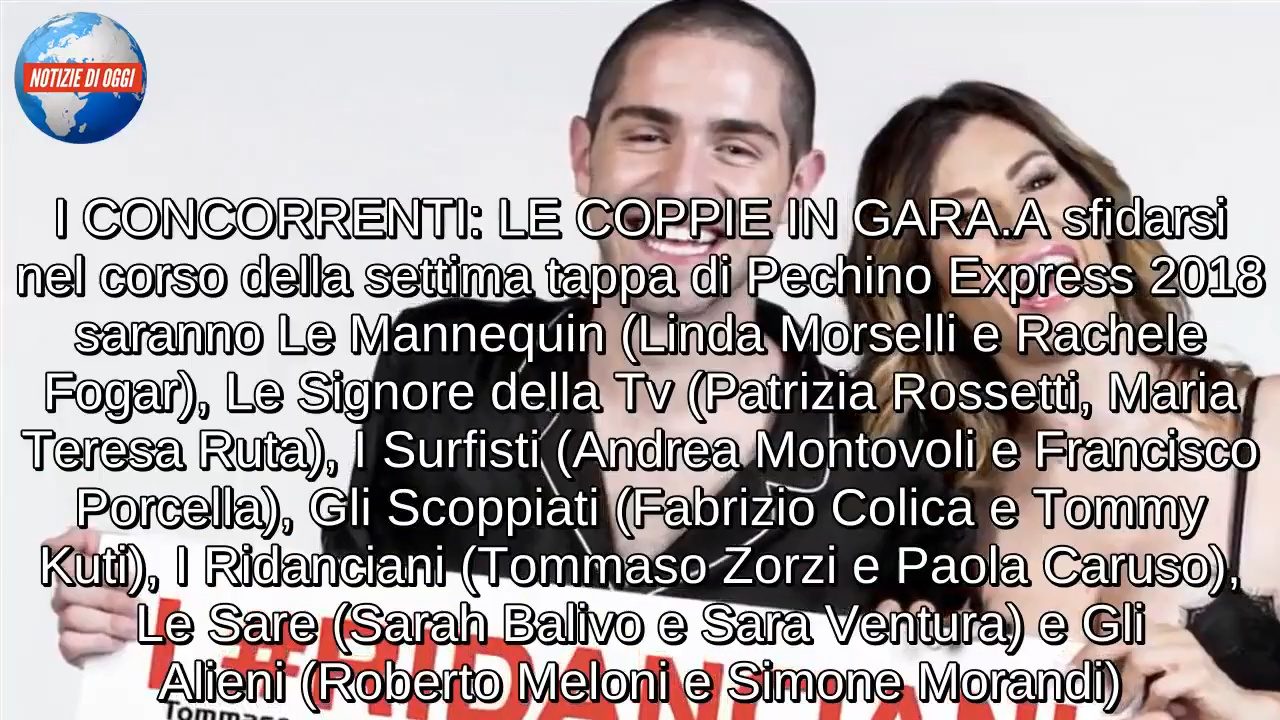 NOTIZIE DI OGGI
I CONCORRENTI: LE COPPIE IN GARA.A sfidarsi
nel corso della settima tappa di Pechino Express 2018
saranno Le Mannequin (Linda Morselli e Rachele
Fogar), Le Signore della Tv (Patrizia Rossetti, Maria
Teresa Ruta), I Surfisti (Andrea Montovoli e Francisco
Porcella), Gli Scoppiati (Fabrizio Colica e Tommy
Kuti), I Ridanciani (Tommaso Zorzi e Paola Caruso),
Le Sare (Sarah Balivo e Sara Ventura) e Gli
Alieni (Roberto Meloni e Simone Morandi)
I #RIDANCIANI
Tommaso